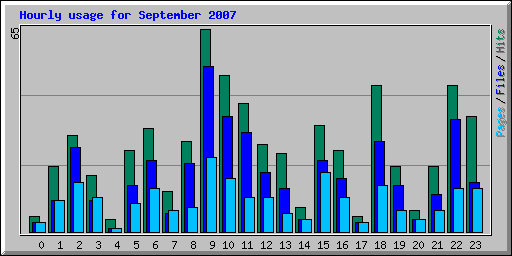 Hourly usage for September 2007
65
Pages/Files/Hits
0 1 2 3 4 5 6 7 8 9 10 11 12 13 14 15 16 17 18 19 20 21 22 23